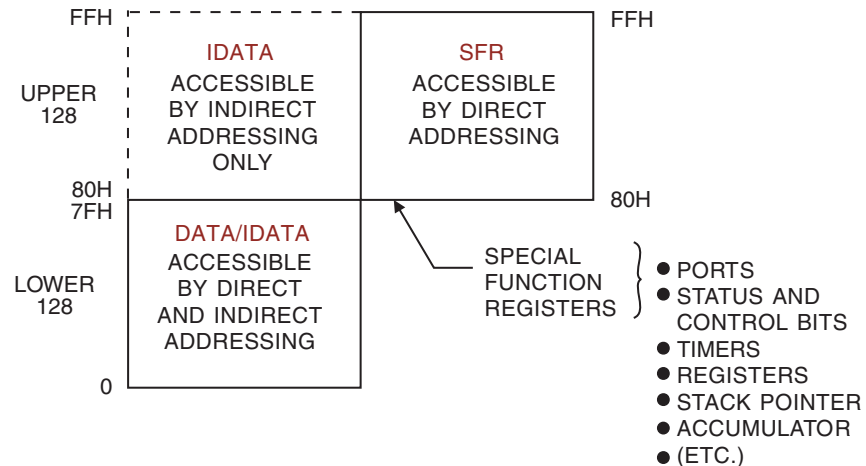 FFH
UPPER
128
80H
7FH
LOWER
128
0
IDATA
ACCESSIBLE
BY INDIRECT
ADDRESSING
ONLY
SFR
ACCESSIBLE
BY DIRECT
ADDRESSING
FFH
80H
DATA/IDATA
ACCESSIBLE
BY DIRECT
AND INDIRECT
ADDRESSING
SPECIAL
FUNCTION
REGISTERS
● PORTS
● STATUS AND
CONTROL BITS
● TIMERS
● REGISTERS
● STACK POINTER
● ACCUMULATOR
● (ETC.)